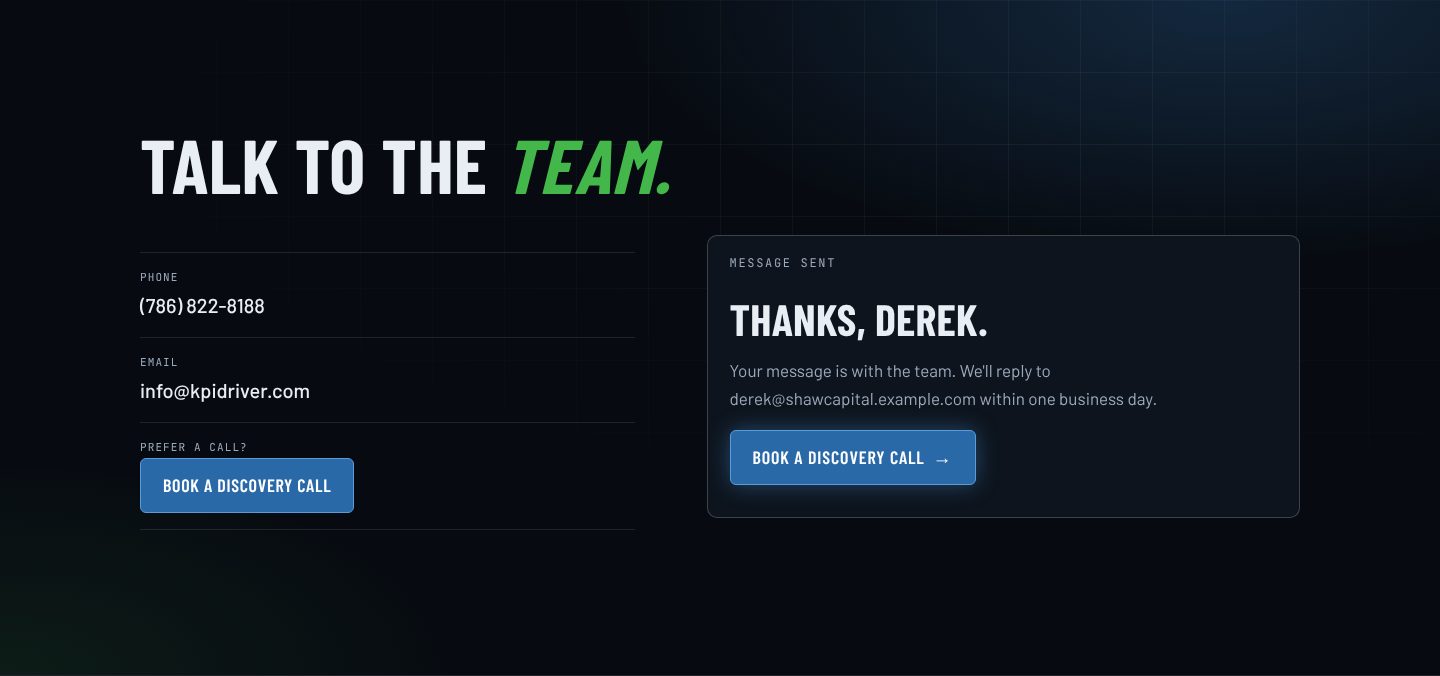 TALK TO THE TEAM.
PHONE
(786) 822-8188
EMAIL
info@kpidriver.com
PREFER A CALL?
BOOK A DISCOVERY CALL
MESSAGE SENT
THANKS, DEREK.
Your message is with the team. We'll reply to
derek@shawcapital.example.com within one business day.
BOOK A DISCOVERY CALL →